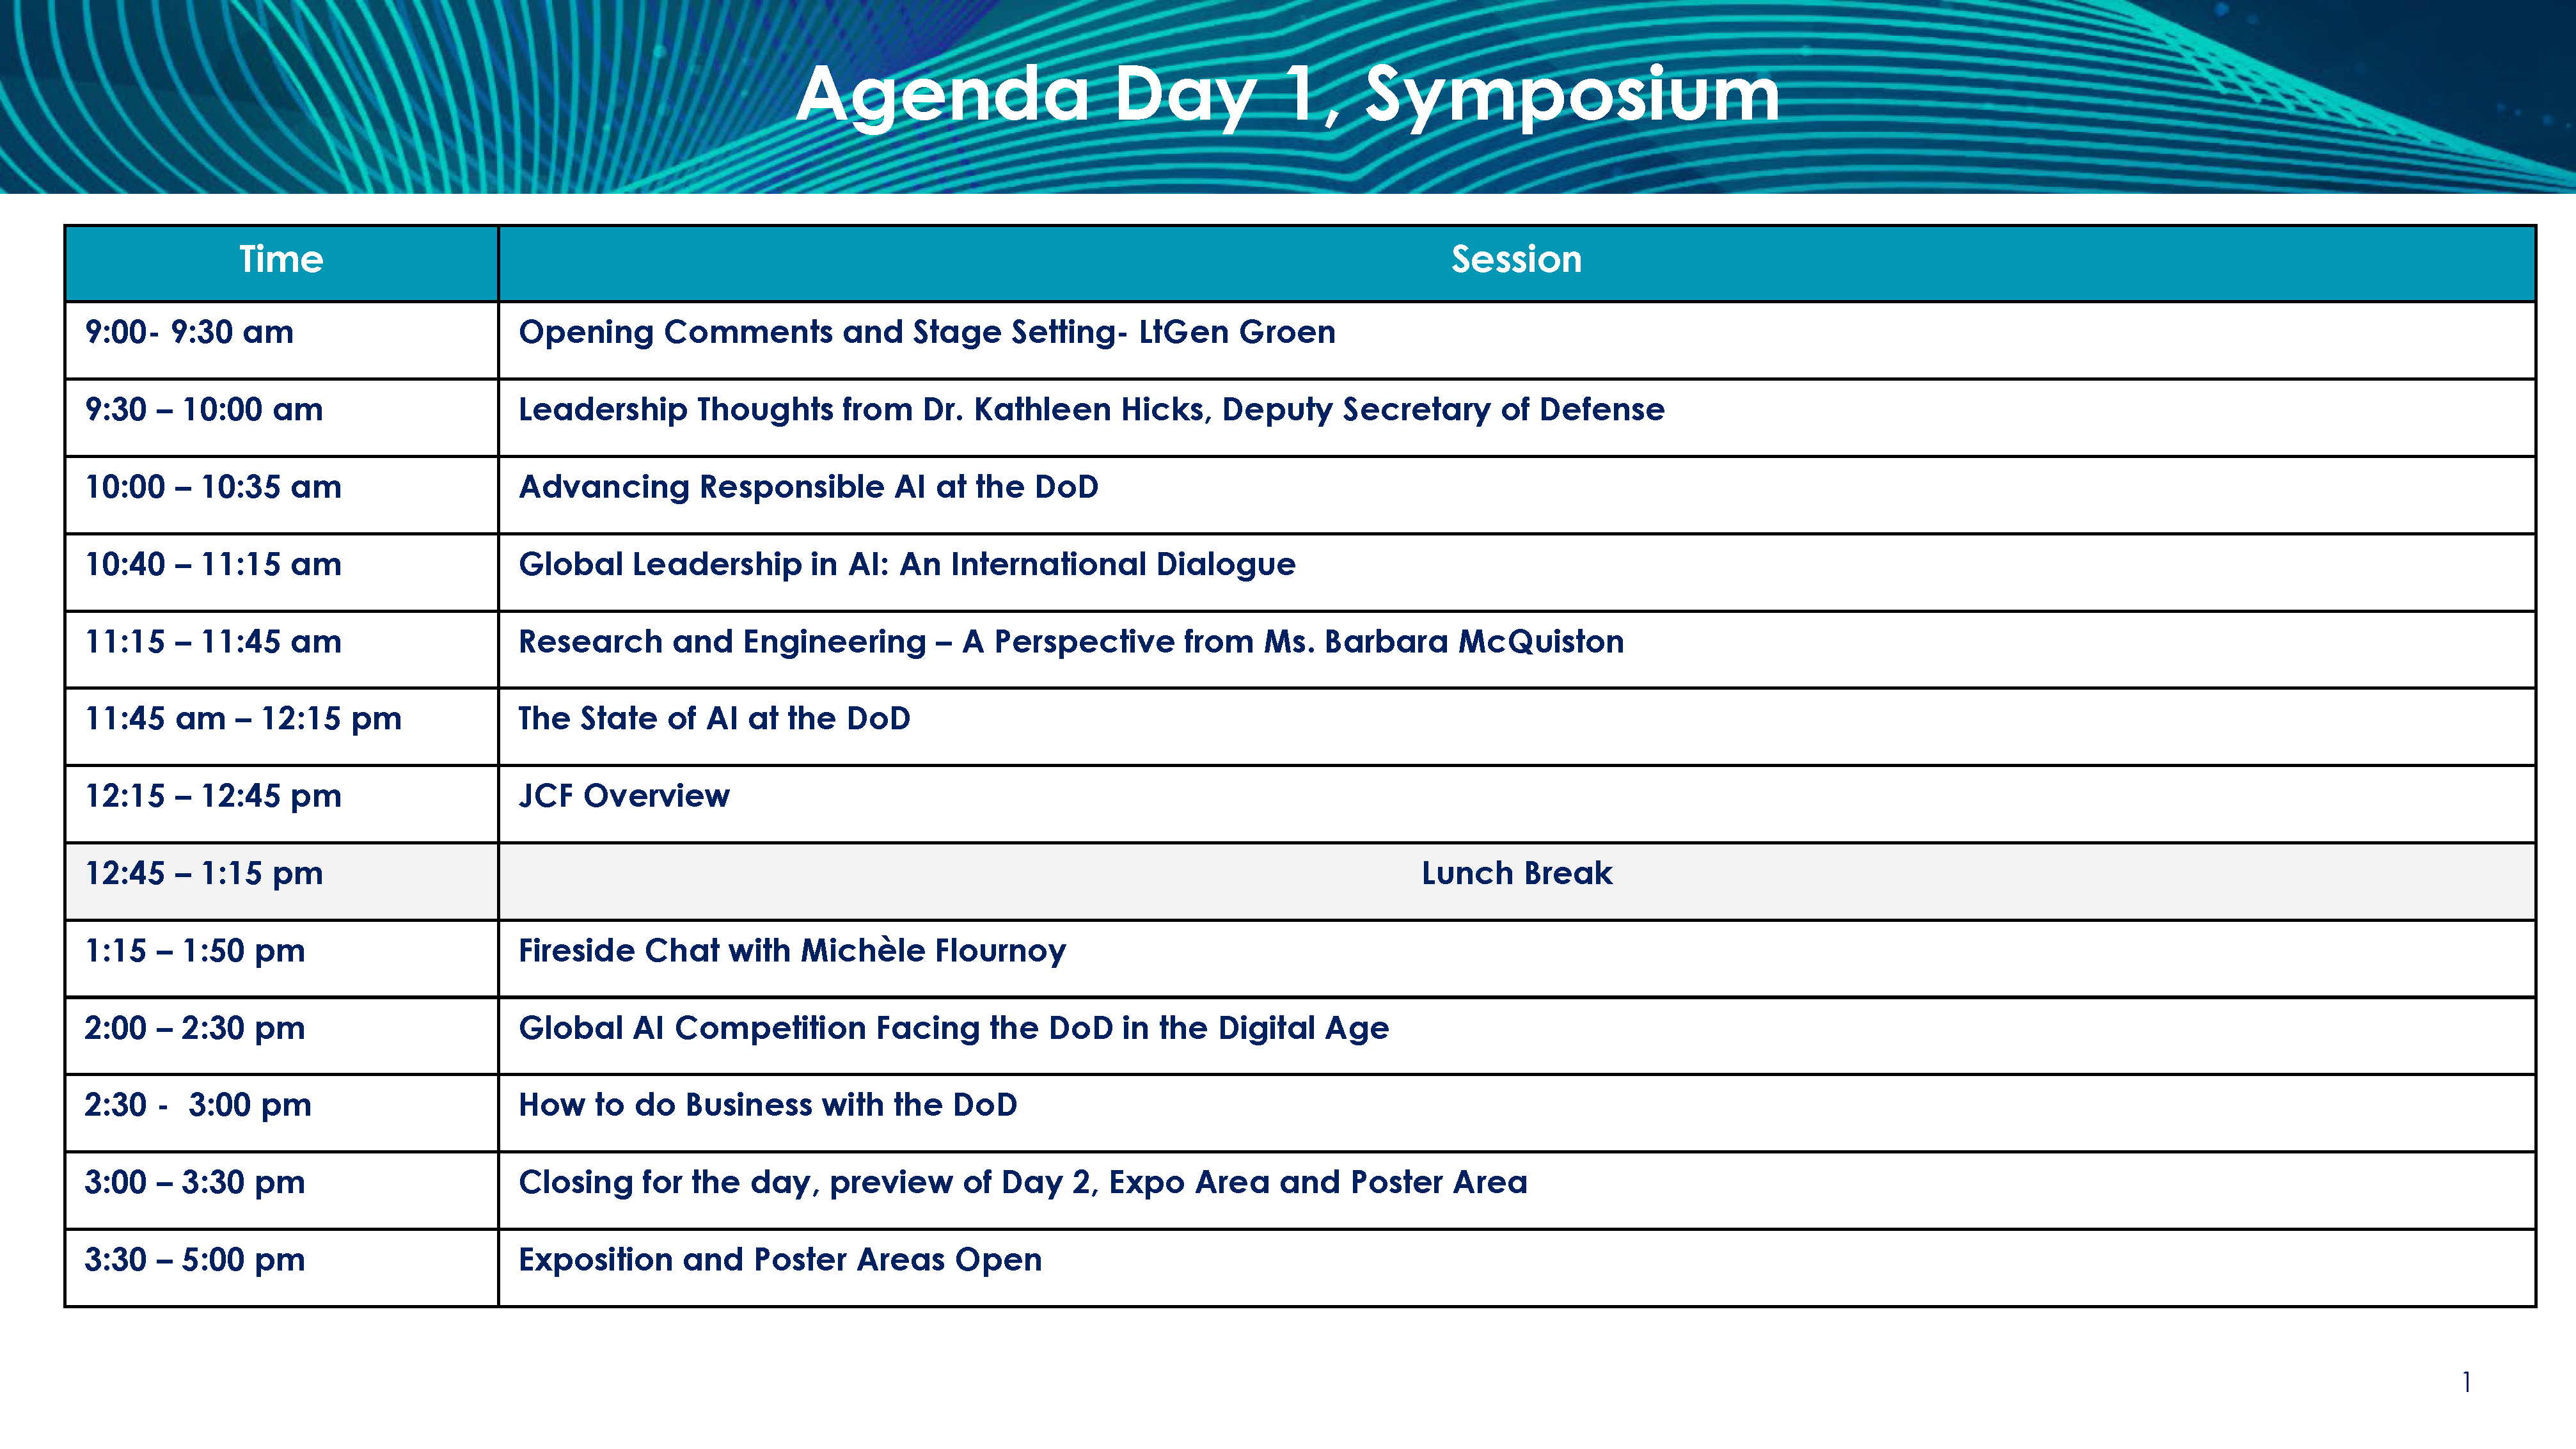 Agenda Day 1, Symposium
Time Session
9:00- 9:30 am Opening Comments and Stage Setting- LtGen Groen
9:30 – 10:00 am Leadership Thoughts from Dr. Kathleen Hicks, Deputy Secretary of Defense
10:00 – 10:35 am Advancing Responsible AI at the DoD
10:40 – 11:15 am Global Leadership in AI: An International Dialogue
11:15 – 11:45 am Research and Engineering – A Perspective from Ms. Barbara McQuiston
11:45 am – 12:15 pm The State of AI at the DoD
12:15 – 12:45 pm JCF Overview
12:45 – 1:15 pm Lunch Break
1:15 – 1:50 pm Fireside Chat with Michèle Flournoy
2:00 – 2:30 pm Global AI Competition Facing the DoD in the Digital Age
2:30 - 3:00 pm How to do Business with the DoD
3:00 – 3:30 pm Closing for the day, preview of Day 2, Expo Area and Poster Area
3:30 – 5:00 pm Exposition and Poster Areas Open
1